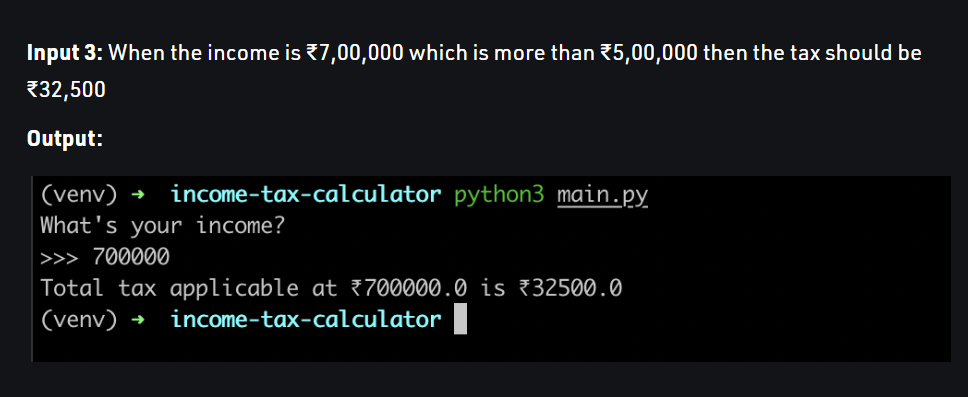 Input 3: When the income is ₹7,00,000 which is more than ₹5,00,000 then the tax should be
₹32,500
Output:
(venv) → income-tax-calculator python3 main.py
What's your income?
>>> 700000
Total tax applicable at ₹700000.0 is ₹32500.0
(venv) → income-tax-calculator